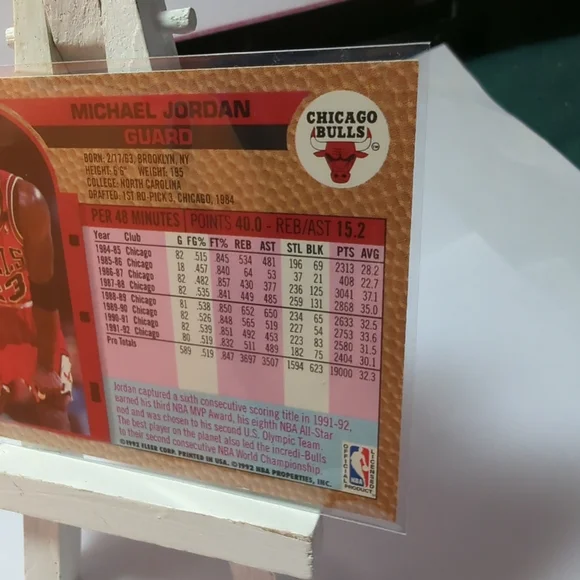 MICHAEL JORDAN
GUARD
CHICAGO
BULLS
TM
BORN: 2/17/63, BROOKLYN, NY
HEIGHT: 6'6" WEIGHT: 195
COLLEGE: NORTH CAROLINA
DRAFTED: 1ST RD-PICK 3, CHICAGO, 1984
PER 48 MINUTES POINTS 40.0 - REB/AST 15.2
Year Club G FG% FT% REB AST STL BLK PTS AVG
1984-85 Chicago 82 .515 .845 534 481 196 69 2313 28.2
1985-86 Chicago 18 .457 .840 64 53 37 21 408 22.7
1986-87 Chicago 82 .482 .857 430 377 236 125 3041 37.1
1987-88 Chicago 82 .535 .841 449 485 259 131 2868 35.0
1988-89 Chicago 81 .538 .850 652 650 234 65 2633 32.5
1989-90 Chicago 82 .526 .848 565 519 227 54 2753 33.6
1990-91 Chicago 82 .539 .851 492 453 223 83 2580 31.5
1991-92 Chicago 80 .519 .832 511 489 182 75 2404 30.1
Pro Totals 589 .519 .847 3697 3507 1594 623 19000 32.3
Jordan captured a sixth consecutive scoring title in 1991-92,
earned his third NBA MVP Award, his eighth NBA All-Star
nod and was chosen to his second U.S. Olympic Team.
The best player on the planet also led the incredi-Bulls
to their second consecutive NBA World Championship.
©1992 FLEER CORP. PRINTED IN USA. ©1992 NBA PROPERTIES, INC.
OFFICIAL
LICENSED
NBA
PRODUCT